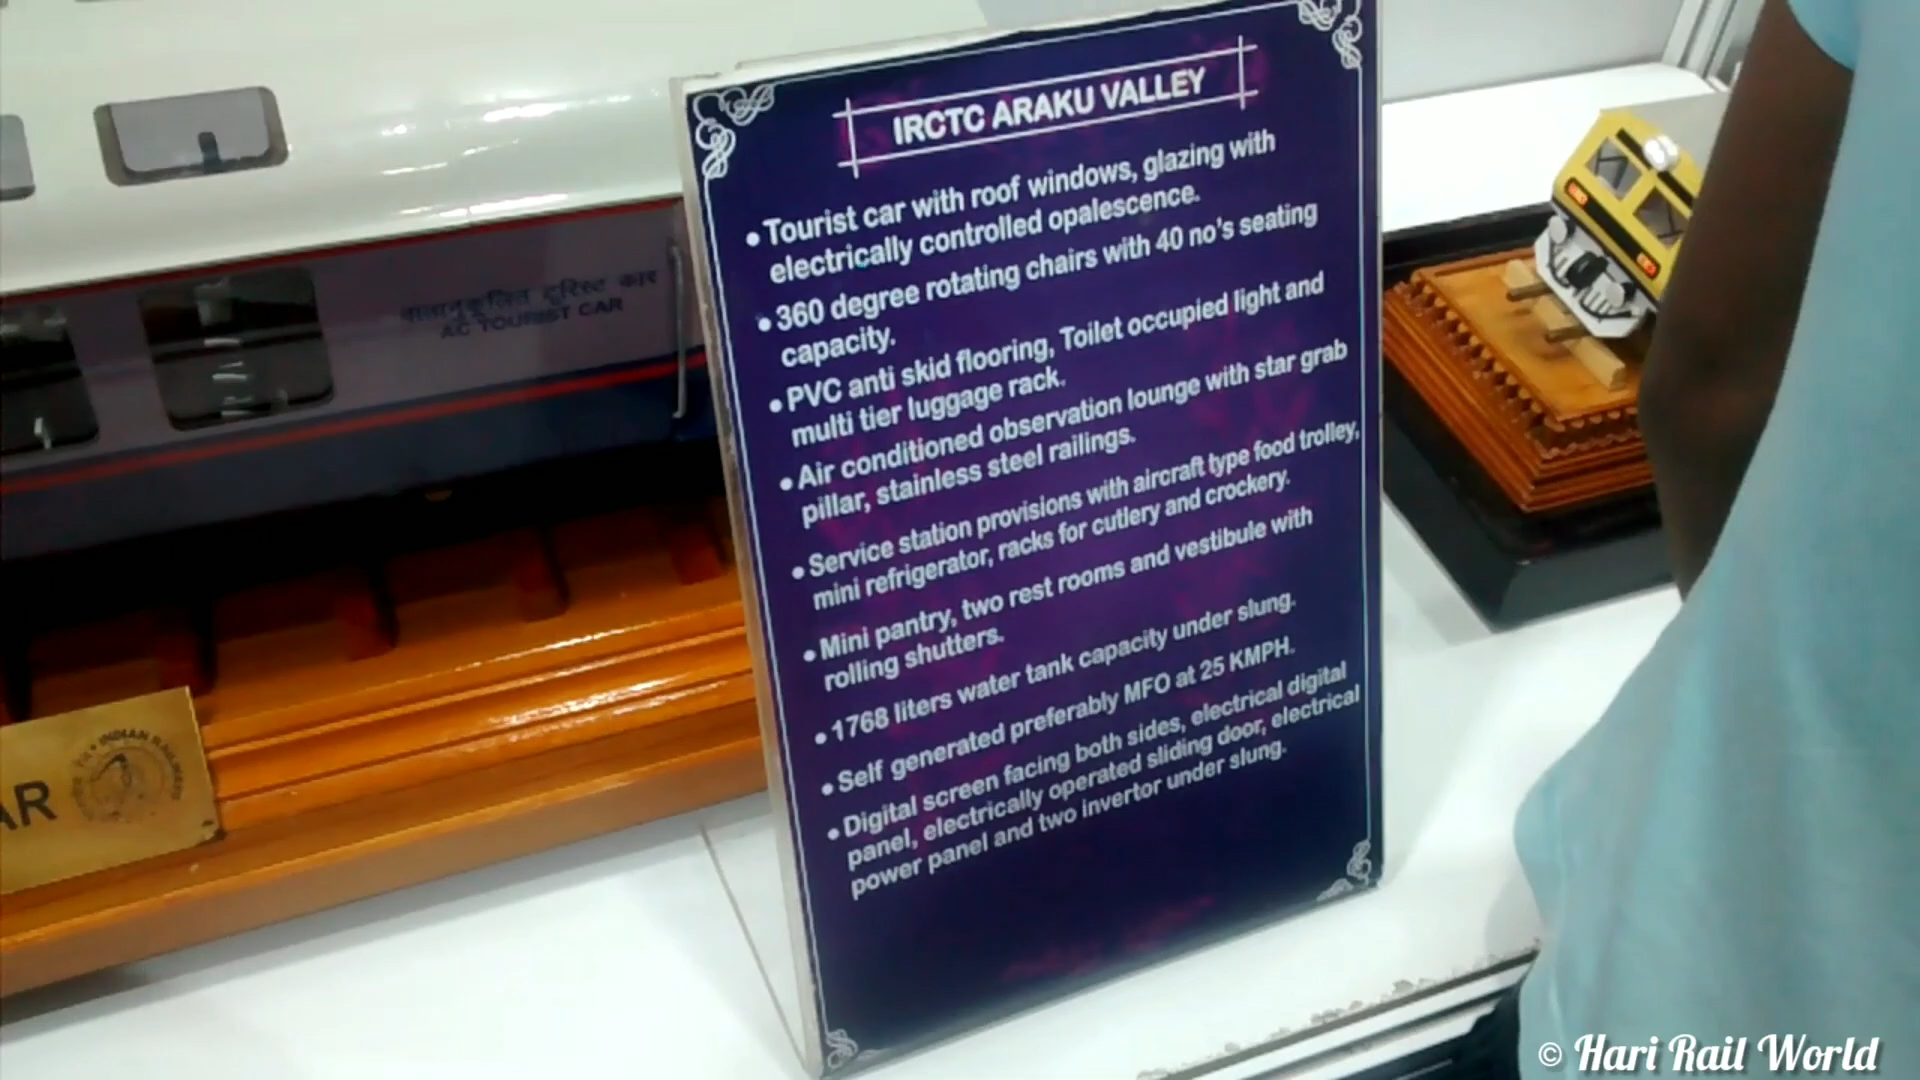 IRCTC ARAKU VALLEY
• Tourist car with roof windows, glazing with
electrically controlled opalescence.
• 360 degree rotating chairs with 40 no's seating
capacity.
• PVC anti skid flooring, Toilet occupied light and
multi tier luggage rack.
• Air conditioned observation lounge with star grab
pillar, stainless steel railings.
• Service station provisions with aircraft type food trolley,
mini refrigerator, racks for cutlery and crockery.
• Mini pantry, two rest rooms and vestibule with
rolling shutters.
• 1768 liters water tank capacity under slung.
• Self generated preferably MFO at 25 KMPH.
• Digital screen facing both sides, electrical digital
panel, electrically operated sliding door, electrical
power panel and two invertor under slung.
वातानुकूलित टूरिस्ट कार
AC TOURIST CAR
AR
INDIAN RAILWAYS
© Hari Rail World